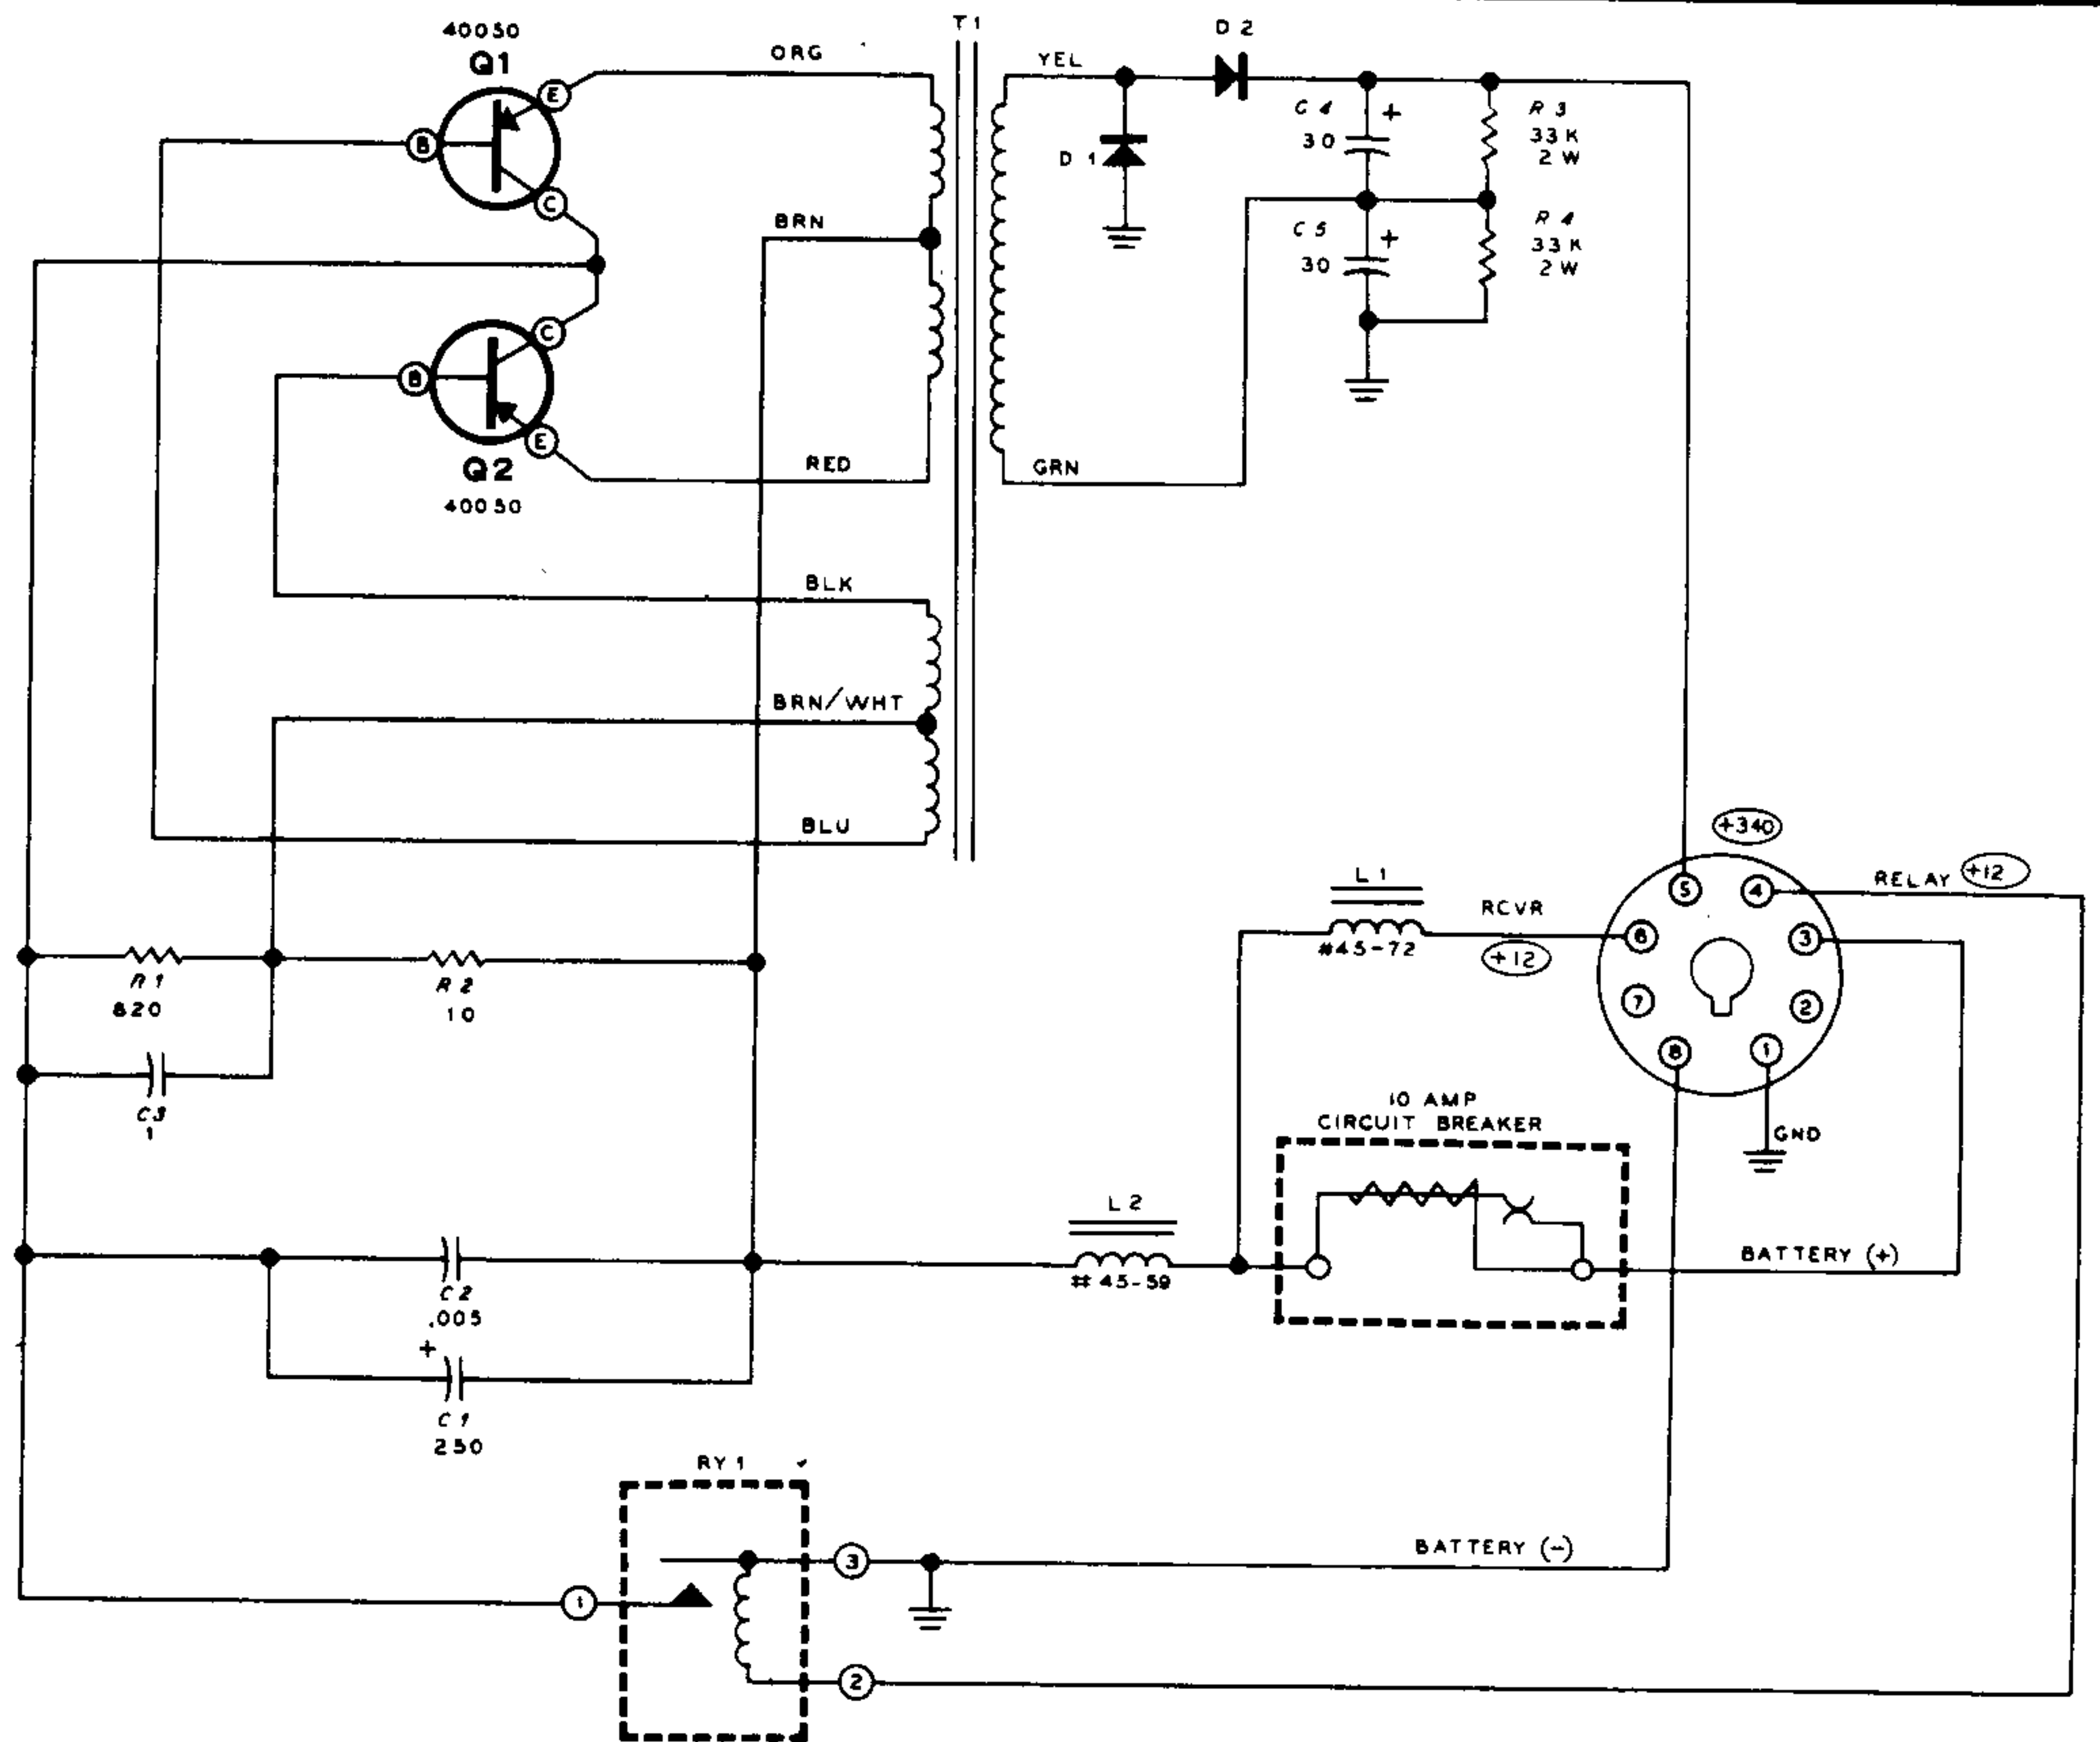 40050
Q1
E
B
C
C
B
E
Q2
40050
ORG
BRN
RED
BLK
BRN/WHT
BLU
T1
YEL
GRN
D2
D1
C4
+
30
R3
33K
2W
C5
+
30
R4
33K
2W
+340
RELAY +12
5
4
6
3
7
2
8
1
GND
L1
#45-72
RCVR
+12
R1
820
R2
10
C3
1
10 AMP
CIRCUIT BREAKER
L2
#45-59
BATTERY (+)
C2
.005
+
C1
250
RY1
3
1
2
BATTERY (−)